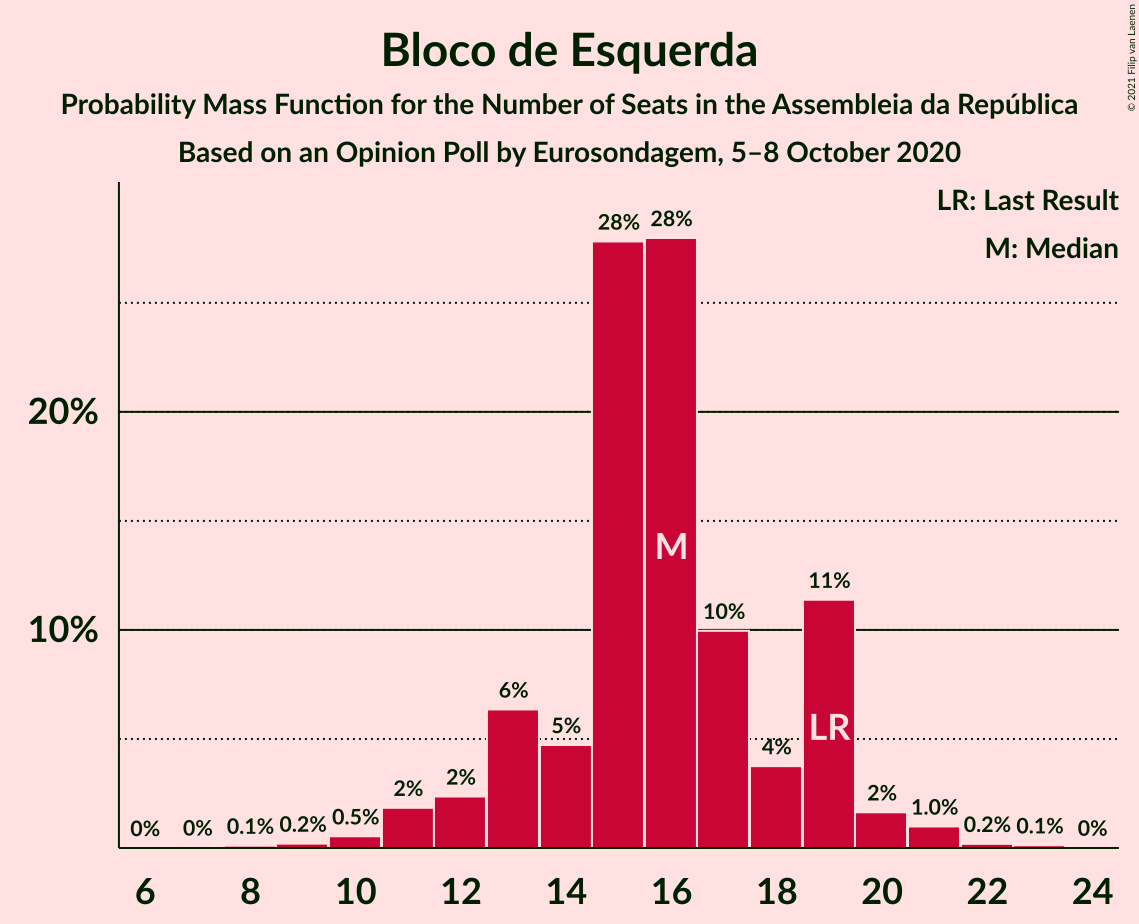 Bloco de Esquerda
Probability Mass Function for the Number of Seats in the Assembleia da República
Based on an Opinion Poll by Eurosondagem, 5–8 October 2020
© 2021 Filip van Laenen
LR: Last Result
M: Median
20%
10%
0%
0%
0.1%
0.2%
0.5%
2%
2%
6%
5%
28%
28%
10%
4%
11%
2%
1.0%
0.2%
0.1%
0%
M
LR
6 8 10 12 14 16 18 20 22 24